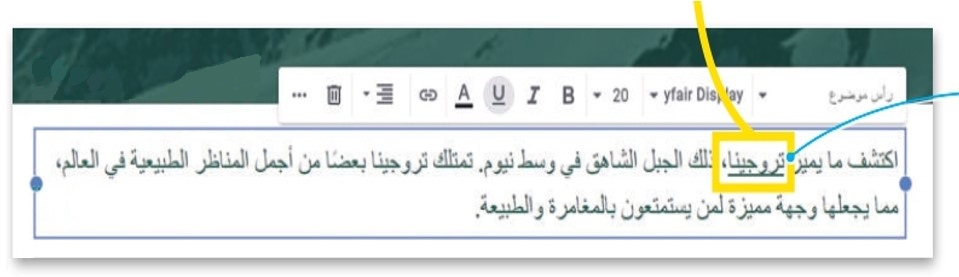 رأس موضوع yfair Display 20 B I U A
اكتشف ما يميز تروجينا، ذلك الجبل الشاهق في وسط نيوم. تمتلك تروجينا بعضًا من أجمل المناظر الطبيعية في العالم،
مما يجعلها وجهة مميزة لمن يستمتعون بالمغامرة والطبيعة.